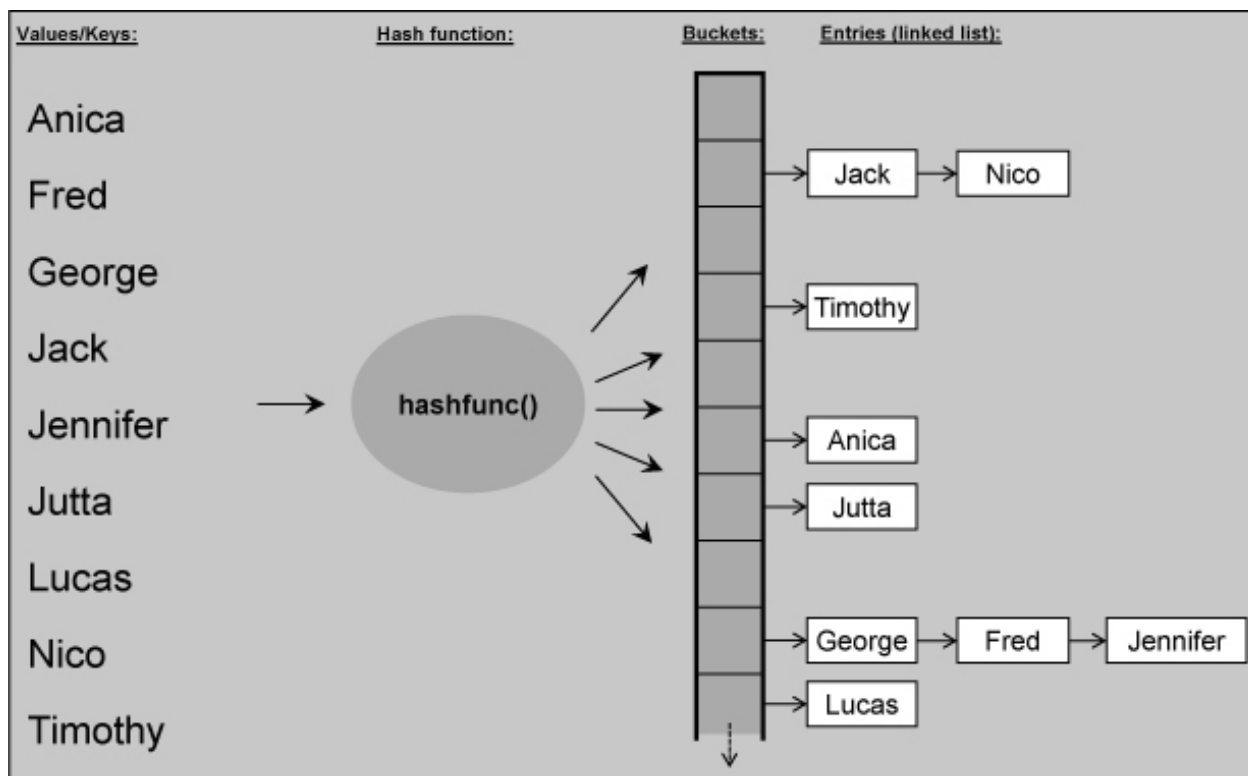 Values/Keys: Hash function: Buckets: Entries (linked list):
Anica
Fred
George
Jack
Jennifer
Jutta
Lucas
Nico
Timothy
hashfunc()
Jack Nico
Timothy
Anica
Jutta
George Fred Jennifer
Lucas